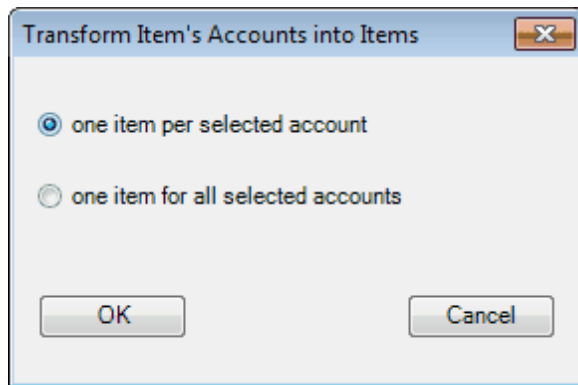 Transform Item's Accounts into Items
one item per selected account
one item for all selected accounts
OK
Cancel